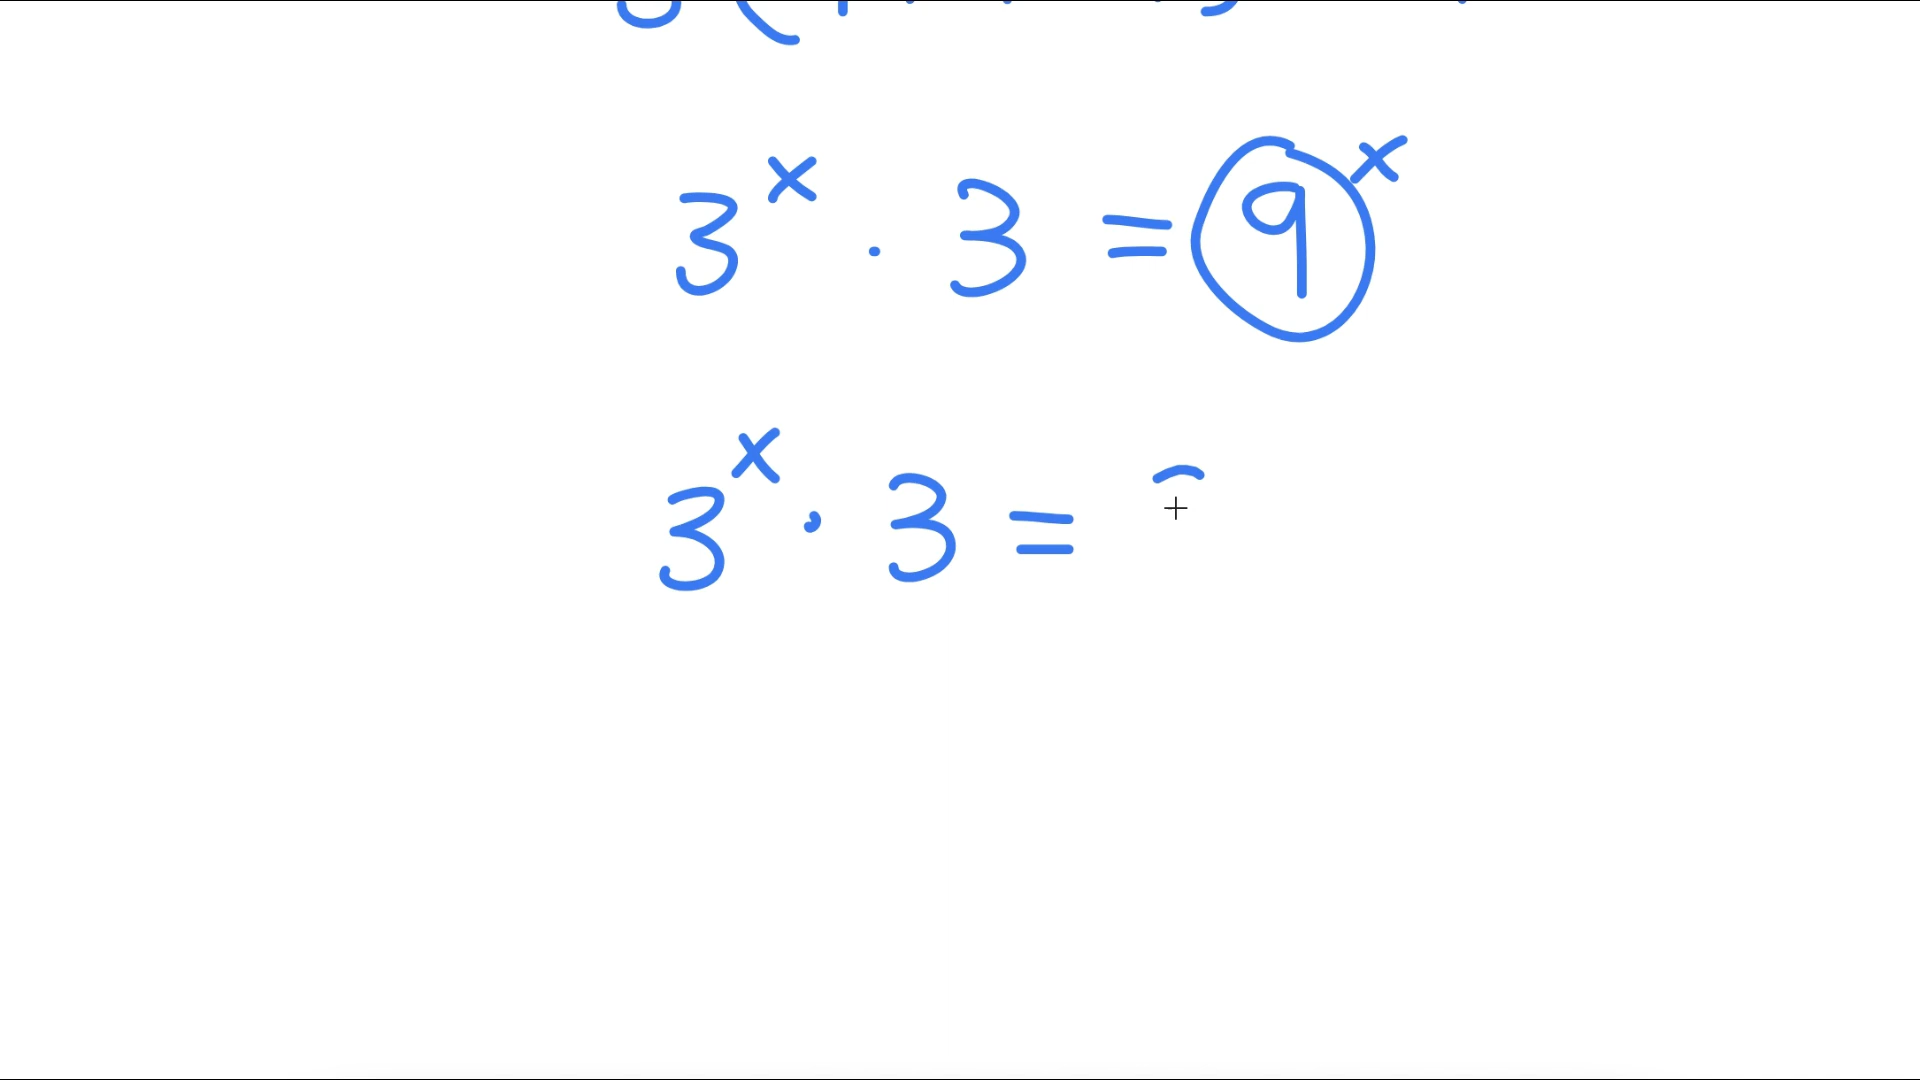 3^x · 3 = 9^x
3^x · 3 =